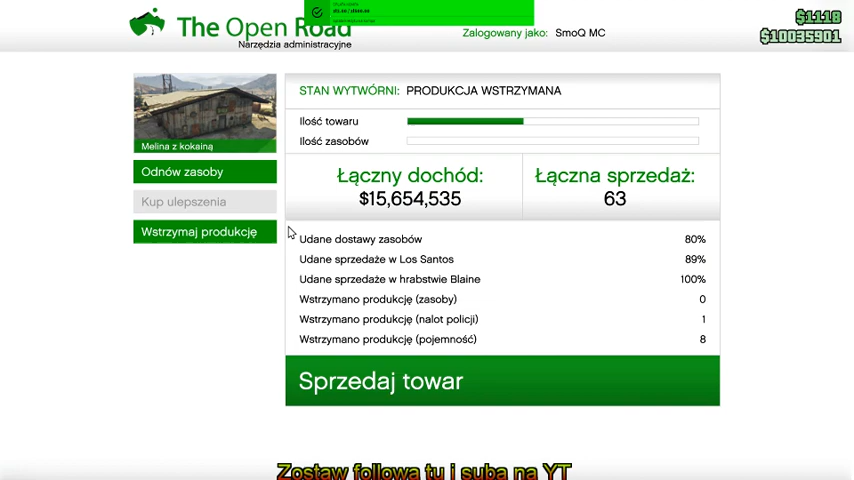 The Open Road
Narzędzia administracyjne
Zalogowany jako: SmoQ MC
$1118
$10035901
STAN WYTWÓRNI: PRODUKCJA WSTRZYMANA
Ilość towaru
Ilość zasobów
Melina z kokainą
Odnów zasoby
Kup ulepszenia
Wstrzymaj produkcję
Łączny dochód:
$15,654,535
Łączna sprzedaż:
63
Udane dostawy zasobów 80%
Udane sprzedaże w Los Santos 89%
Udane sprzedaże w hrabstwie Blaine 100%
Wstrzymano produkcję (zasoby) 0
Wstrzymano produkcję (nalot policji) 1
Wstrzymano produkcję (pojemność) 8
Sprzedaj towar
Zostaw followa tu i suba na YT